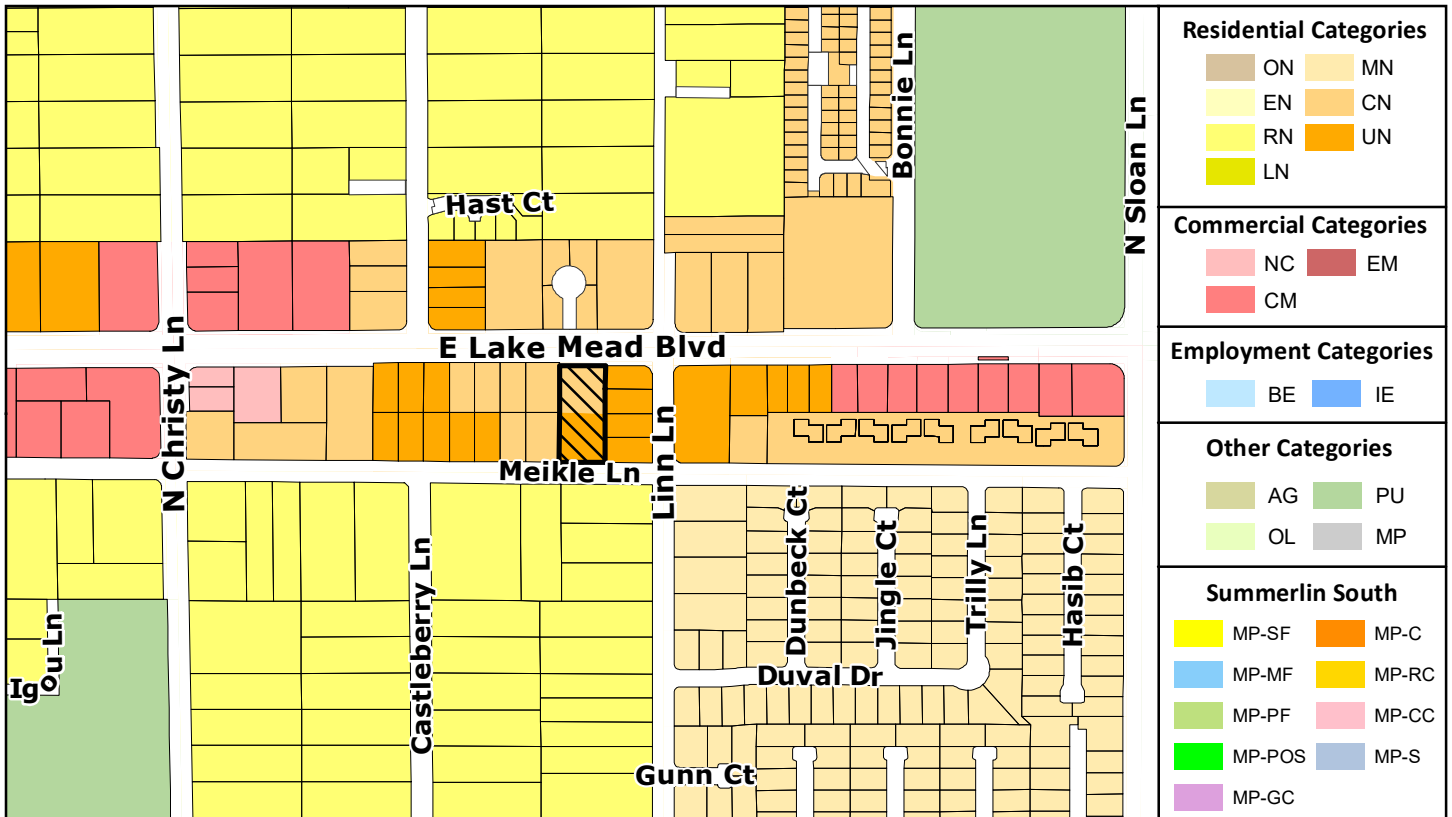 Bonnie Ln
N Sloan Ln
Hast Ct
E Lake Mead Blvd
N Christy Ln
Linn Ln
Meikle Ln
Castleberry Ln
Dunbeck Ct
Jingle Ct
Trilly Ln
Hasib Ct
Igou Ln
Duval Dr
Gunn Ct
Residential Categories
ON MN
EN CN
RN UN
LN
Commercial Categories
NC EM
CM
Employment Categories
BE IE
Other Categories
AG PU
OL MP
Summerlin South
MP-SF MP-C
MP-MF MP-RC
MP-PF MP-CC
MP-POS MP-S
MP-GC